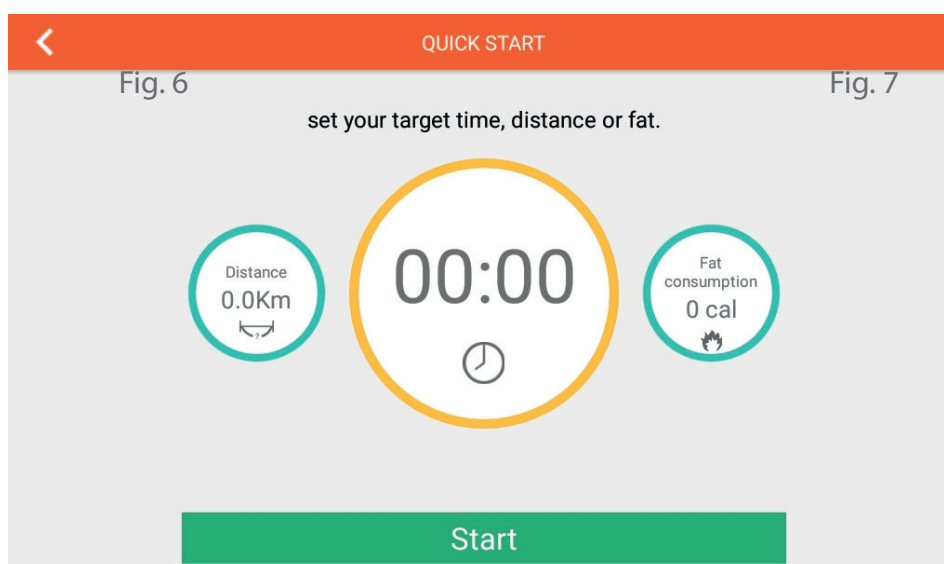 QUICK START
Fig. 6
Fig. 7
set your target time, distance or fat.
Distance
0.0Km
?
00:00
Fat
consumption
0 cal
Start